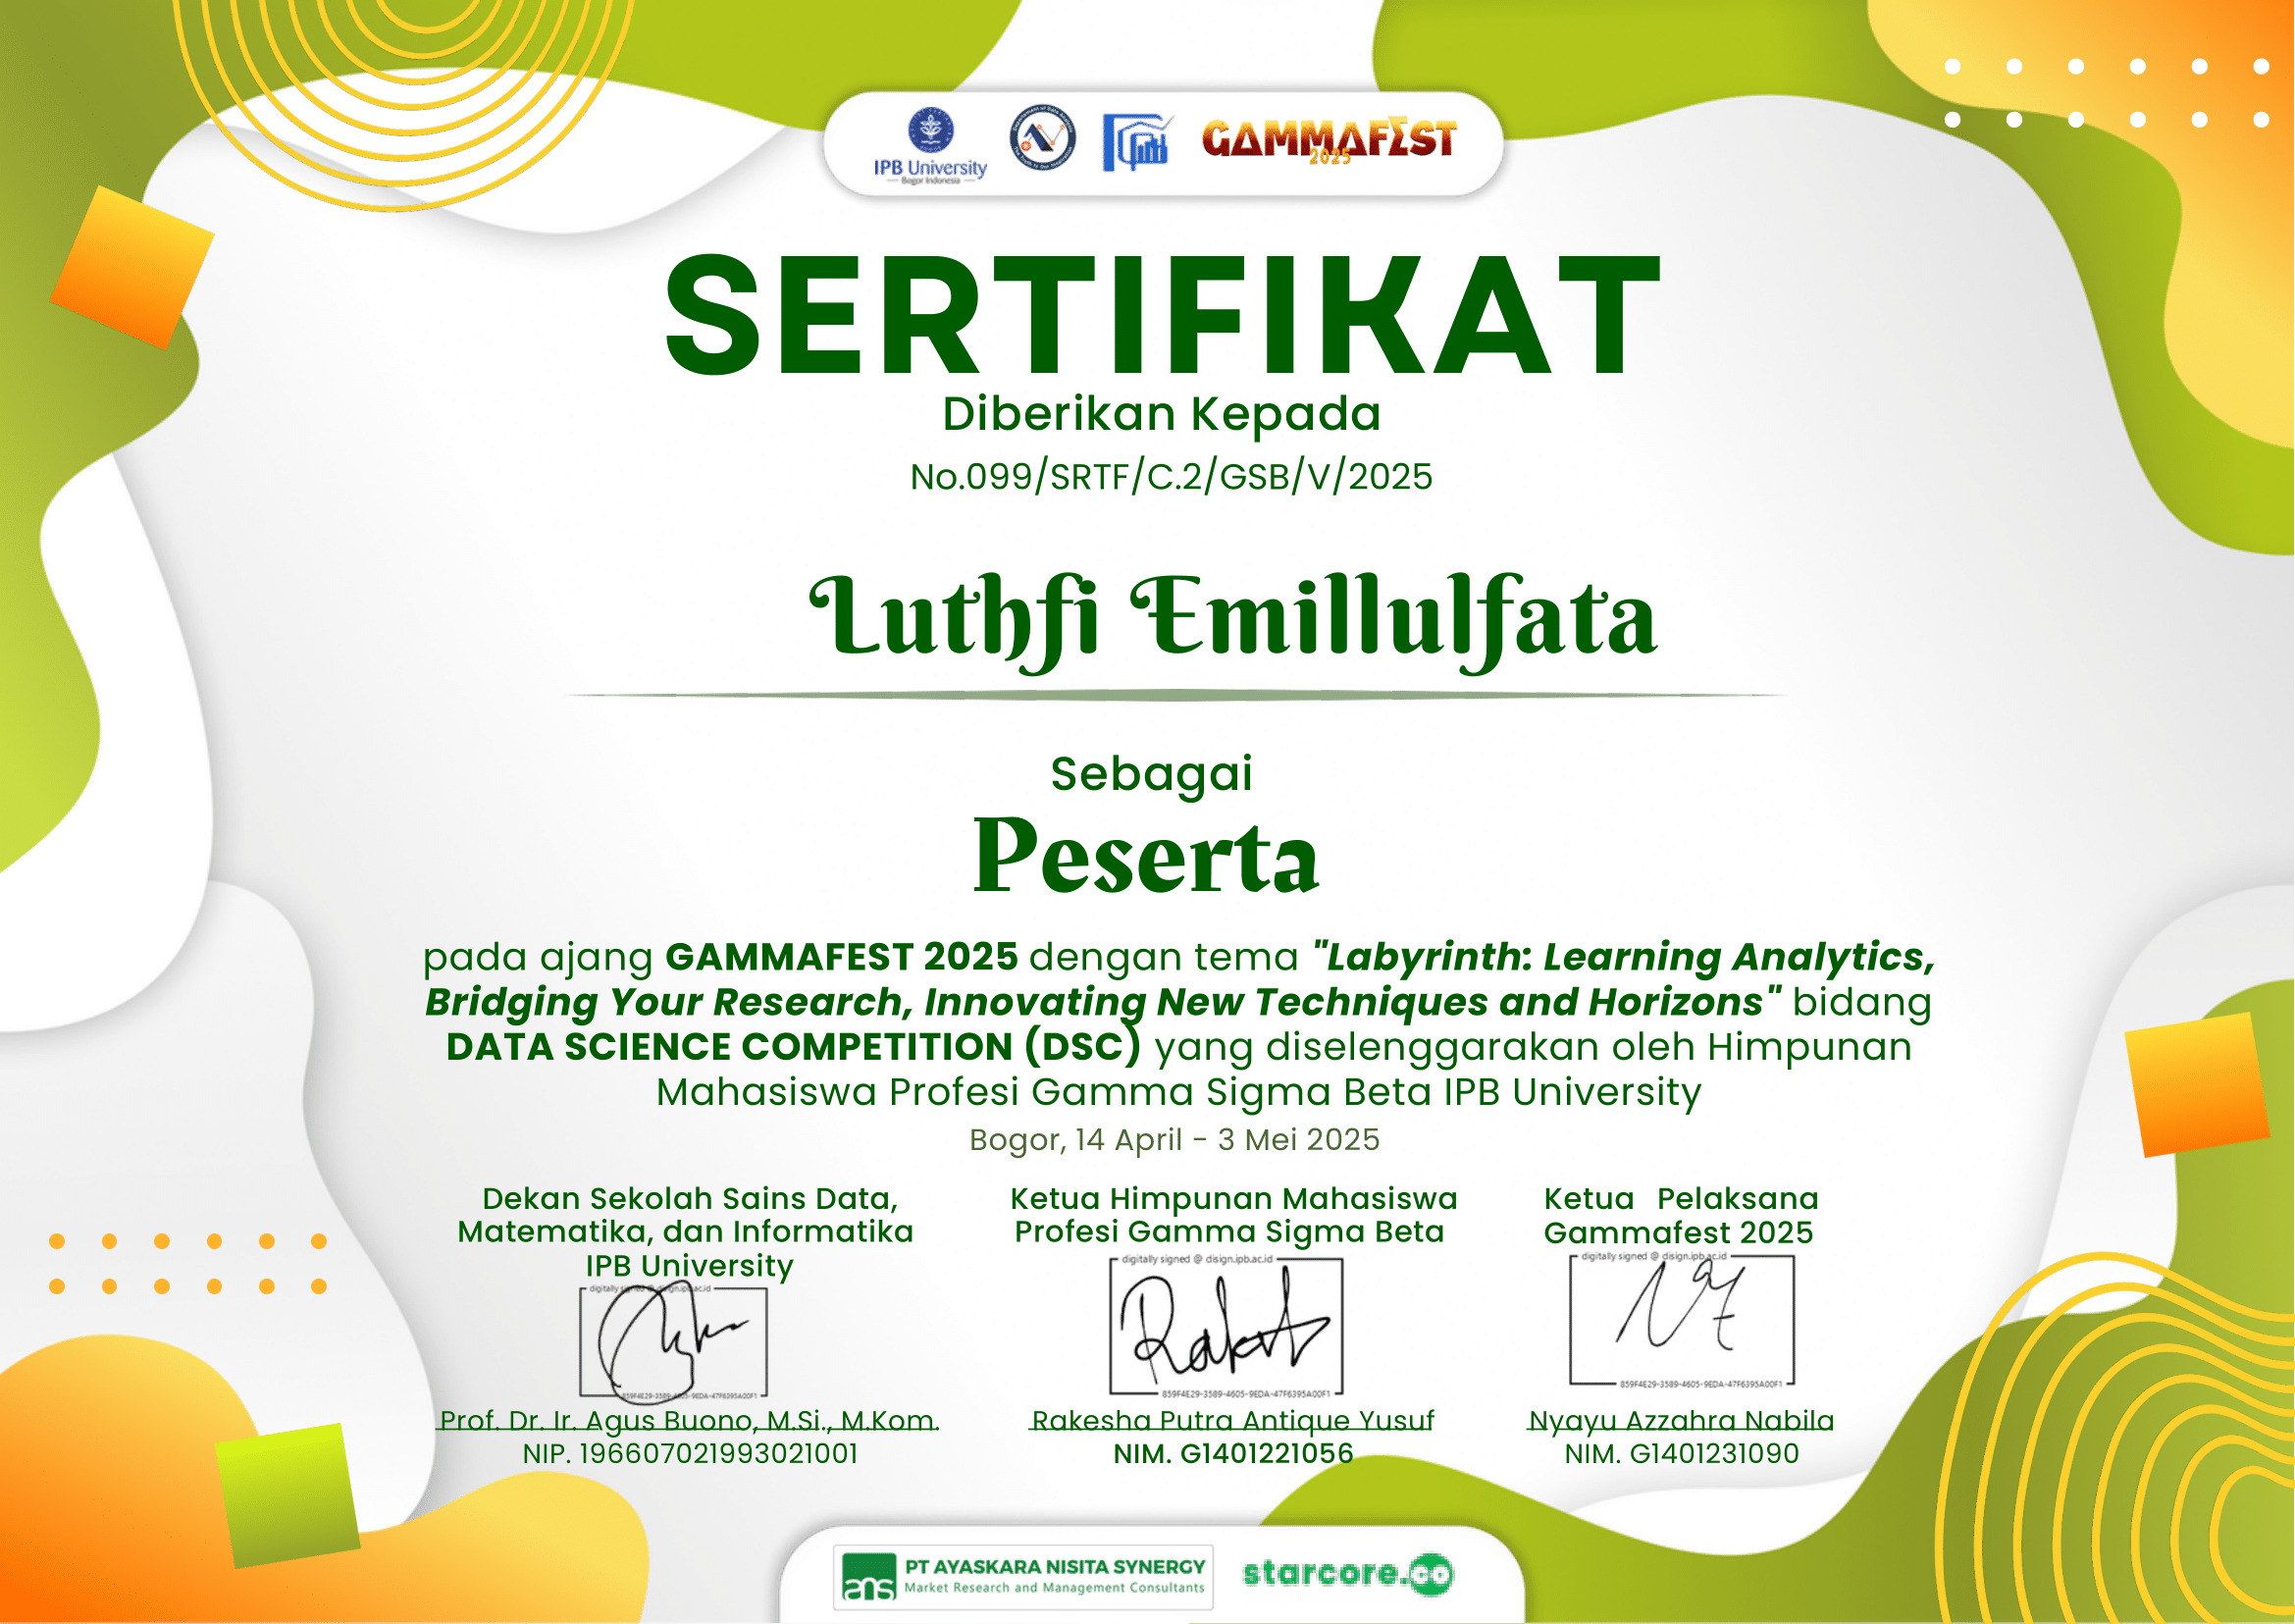 IPB University
Bogor Indonesia
GAMMAFEST
2025
SERTIFIKAT
Diberikan Kepada
No.099/SRTF/C.2/GSB/V/2025
Luthfi Emillulfata
Sebagai
Peserta
pada ajang GAMMAFEST 2025 dengan tema "Labyrinth: Learning Analytics,
Bridging Your Research, Innovating New Techniques and Horizons" bidang
DATA SCIENCE COMPETITION (DSC) yang diselenggarakan oleh Himpunan
Mahasiswa Profesi Gamma Sigma Beta IPB University
Bogor, 14 April - 3 Mei 2025
Dekan Sekolah Sains Data,
Matematika, dan Informatika
IPB University
digitally signed @ disign.ipb.ac.id
859F4E29-3589-4605-9EDA-47F6395A00F1
Prof. Dr. Ir. Agus Buono, M.Si., M.Kom.
NIP. 196607021993021001
Ketua Himpunan Mahasiswa
Profesi Gamma Sigma Beta
digitally signed @ disign.ipb.ac.id
859F4E29-3589-4605-9EDA-47F6395A00F1
Rakesha Putra Antique Yusuf
NIM. G1401221056
Ketua Pelaksana
Gammafest 2025
digitally signed @ disign.ipb.ac.id
859F4E29-3589-4605-9EDA-47F6395A00F1
Nyayu Azzahra Nabila
NIM. G1401231090
ans
PT AYASKARA NISITA SYNERGY
Market Research and Management Consultants
starcore.co